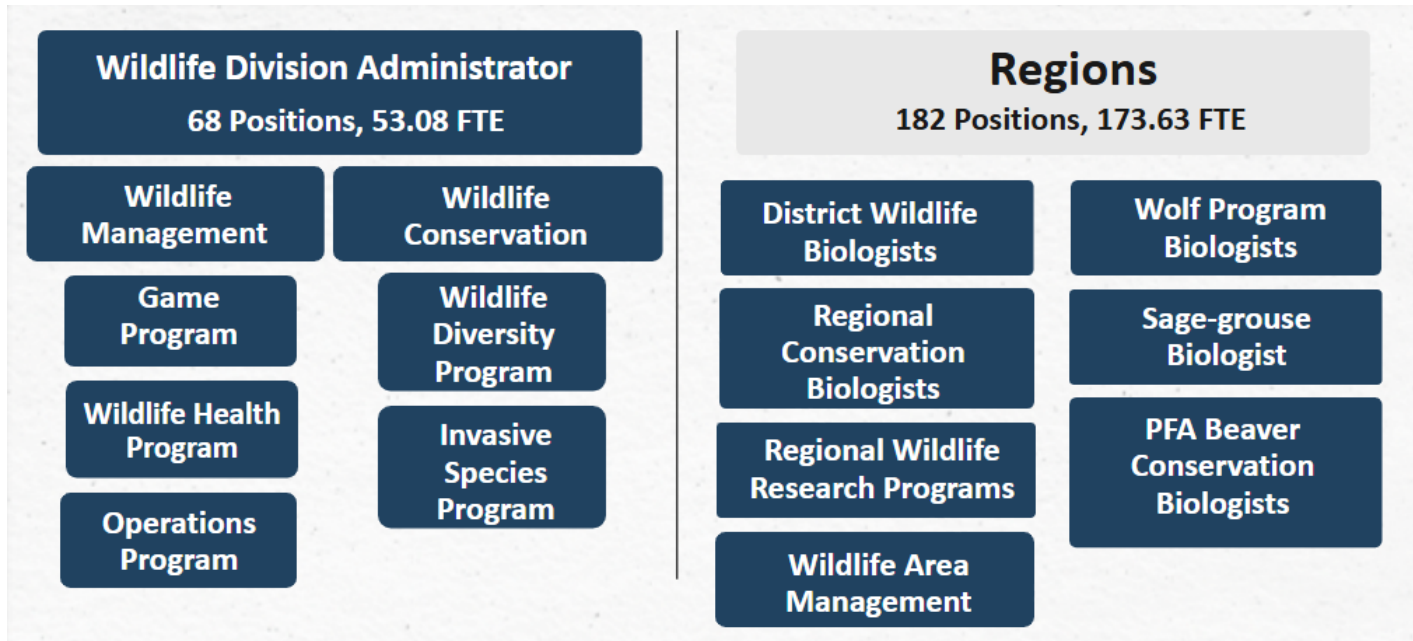 Wildlife Division Administrator
68 Positions, 53.08 FTE
Wildlife
Management
Wildlife
Conservation
Game
Program
Wildlife Health
Program
Operations
Program
Wildlife
Diversity
Program
Invasive
Species
Program
Regions
182 Positions, 173.63 FTE
District Wildlife
Biologists
Regional
Conservation
Biologists
Regional Wildlife
Research Programs
Wildlife Area
Management
Wolf Program
Biologists
Sage-grouse
Biologist
PFA Beaver
Conservation
Biologists